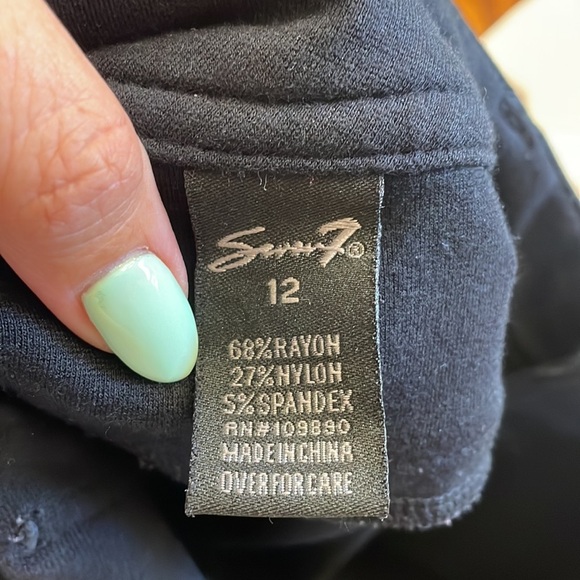 Seven7®
12
68%RAYON
27%NYLON
5%SPANDEX
RN#109890
MADE IN CHINA
OVER FOR CARE